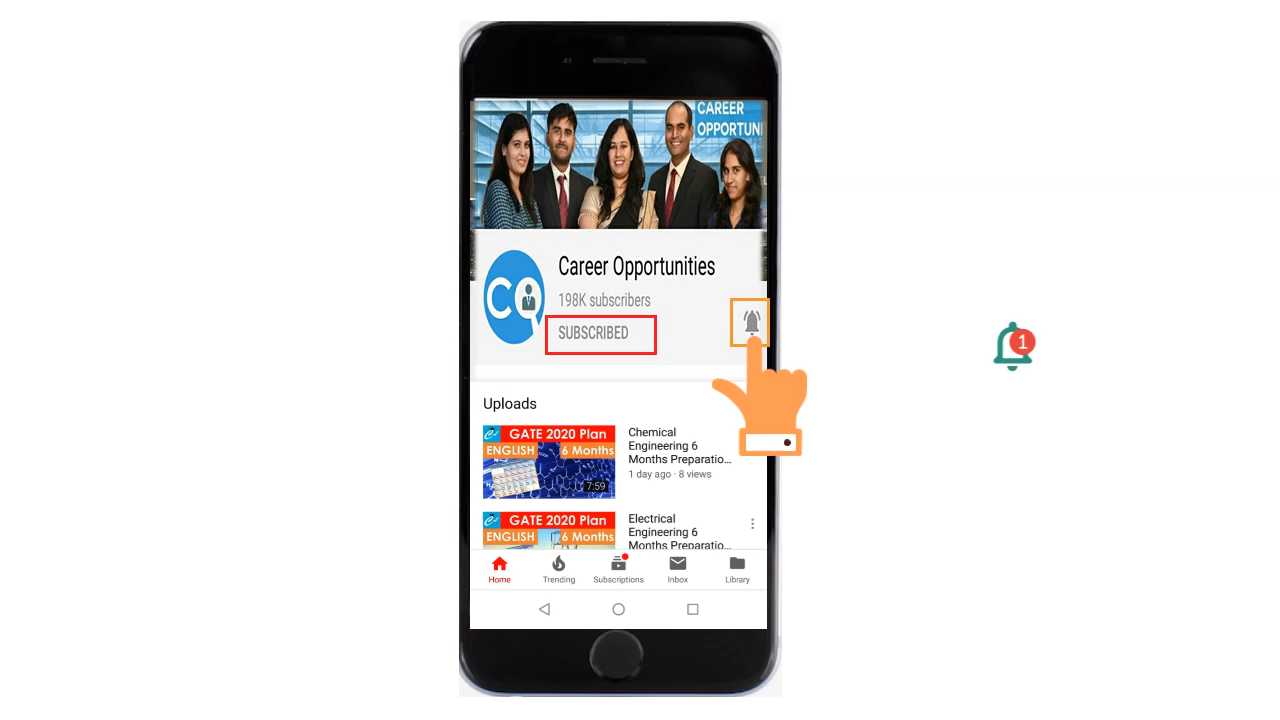 CAREER
OPPORTUNI
CQ
Career Opportunities
198K subscribers
SUBSCRIBED
1
Uploads
GATE 2020 Plan
ENGLISH 6 Months
7:59
Chemical
Engineering 6
Months Preparatio...
1 day ago · 8 views
GATE 2020 Plan
ENGLISH 6 Months
Electrical
Engineering 6
Months Preparatio...
Home Trending Subscriptions Inbox Library